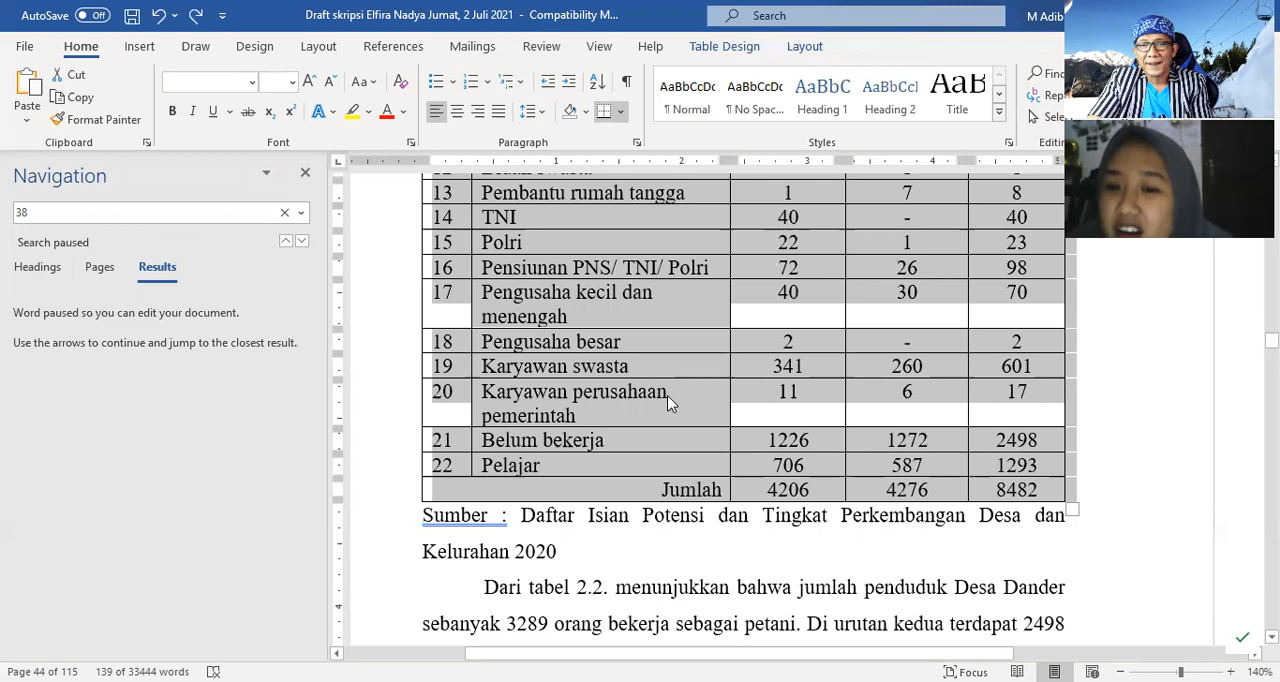 AutoSave Off
Draft skripsi Elfira Nadya Jumat, 2 Juli 2021 - Compatibility M...
Search
M Adib
File Home Insert Draw Design Layout References Mailings Review View Help Table Design Layout
Paste
Cut
Copy
Format Painter
Clipboard
Font
Paragraph
AaBbCcDc AaBbCcDc AaBbC AaBbCcI AaB
¶ Normal ¶ No Spac... Heading 1 Heading 2 Title
Styles
Find
Editin
Navigation
38
Search paused
Headings Pages Results
Word paused so you can edit your document.
Use the arrows to continue and jump to the closest result.
13 Pembantu rumah tangga 1 7 8
14 TNI 40 - 40
15 Polri 22 1 23
16 Pensiunan PNS/ TNI/ Polri 72 26 98
17 Pengusaha kecil dan 40 30 70
menengah
18 Pengusaha besar 2 - 2
19 Karyawan swasta 341 260 601
20 Karyawan perusahaan 11 6 17
pemerintah
21 Belum bekerja 1226 1272 2498
22 Pelajar 706 587 1293
Jumlah 4206 4276 8482
Sumber : Daftar Isian Potensi dan Tingkat Perkembangan Desa dan
Kelurahan 2020
Dari tabel 2.2. menunjukkan bahwa jumlah penduduk Desa Dander
sebanyak 3289 orang bekerja sebagai petani. Di urutan kedua terdapat 2498
Page 44 of 115 139 of 33444 words
Focus
140%